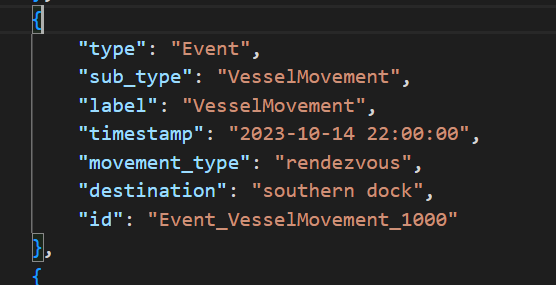 {
"type": "Event",
"sub_type": "VesselMovement",
"label": "VesselMovement",
"timestamp": "2023-10-14 22:00:00",
"movement_type": "rendezvous",
"destination": "southern dock",
"id": "Event_VesselMovement_1000"
},
{